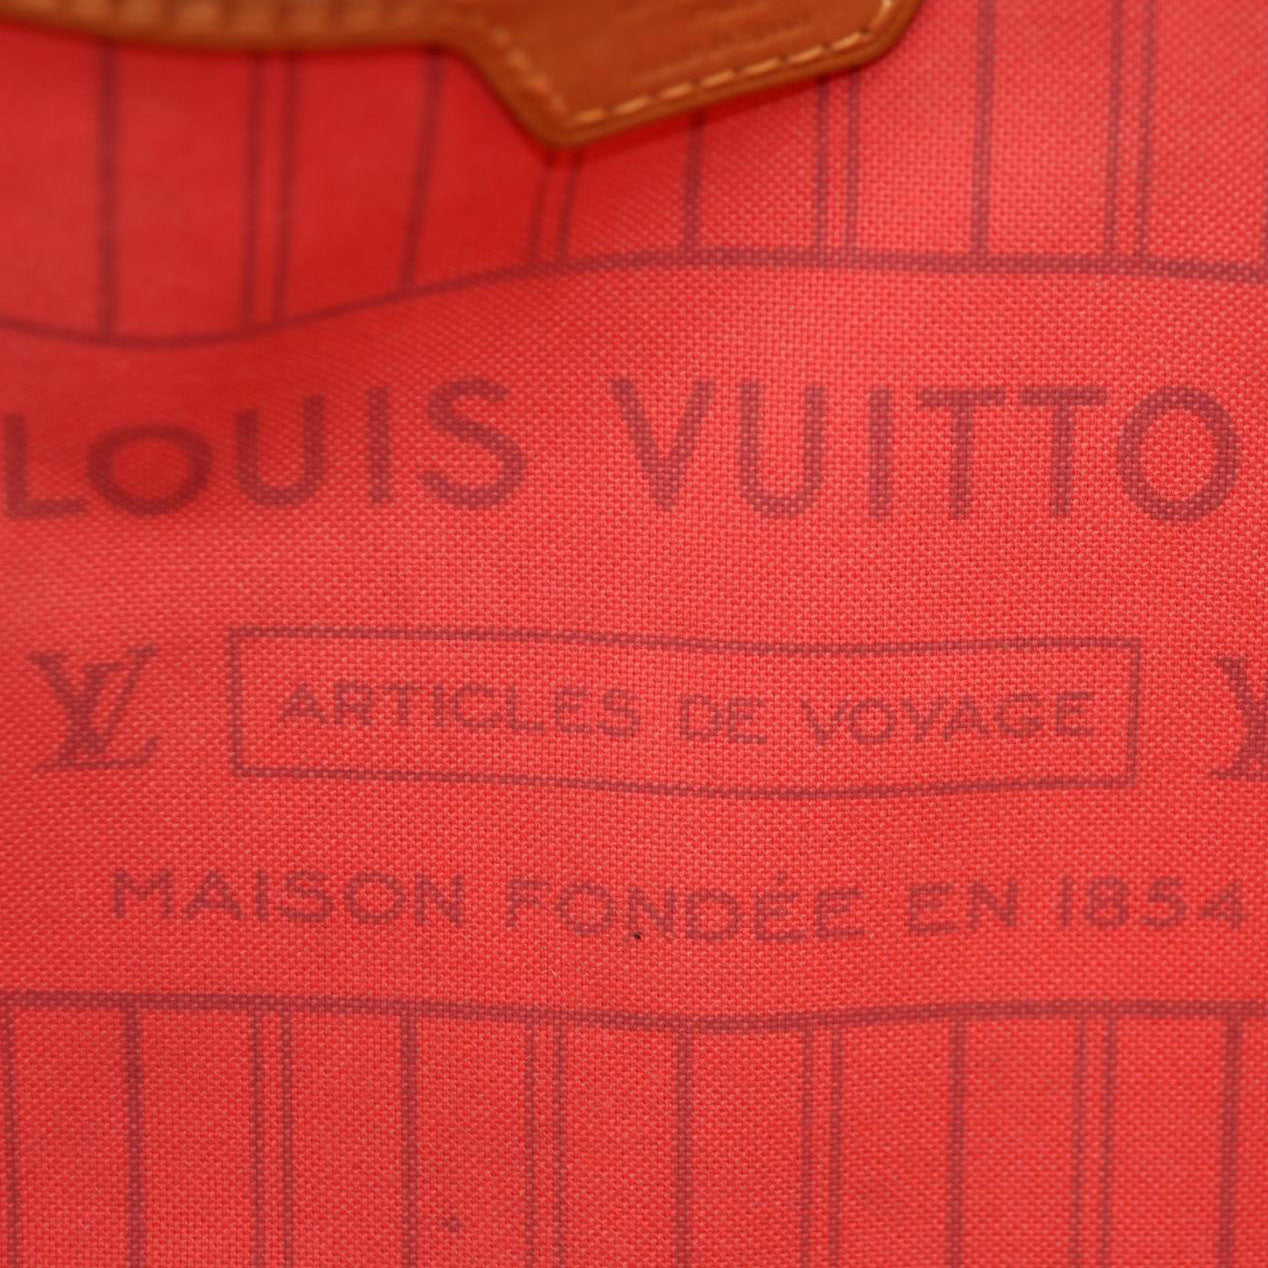 LOUIS VUITTO
LV ARTICLES DE VOYAGE
MAISON FONDÉE EN 1854